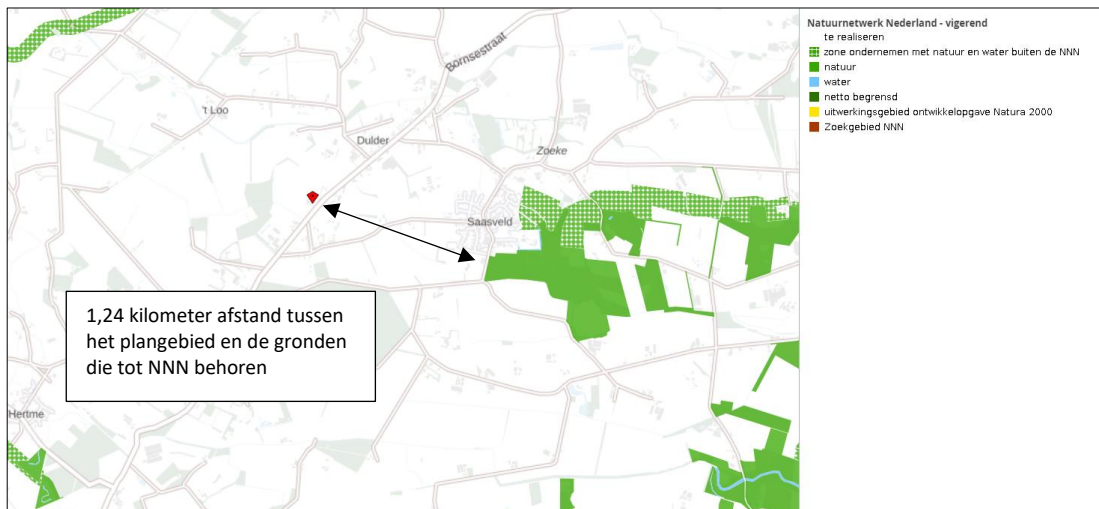 Natuurnetwerk Nederland - vigerend
te realiseren
zone ondernemen met natuur en water buiten de NNN
natuur
water
netto begrensd
uitwerkingsgebied ontwikkelopgave Natura 2000
Zoekgebied NNN
Bornsestraat
't Loo
Dulder
Zoeke
Saasveld
1,24 kilometer afstand tussen
het plangebied en de gronden
die tot NNN behoren
Hertme